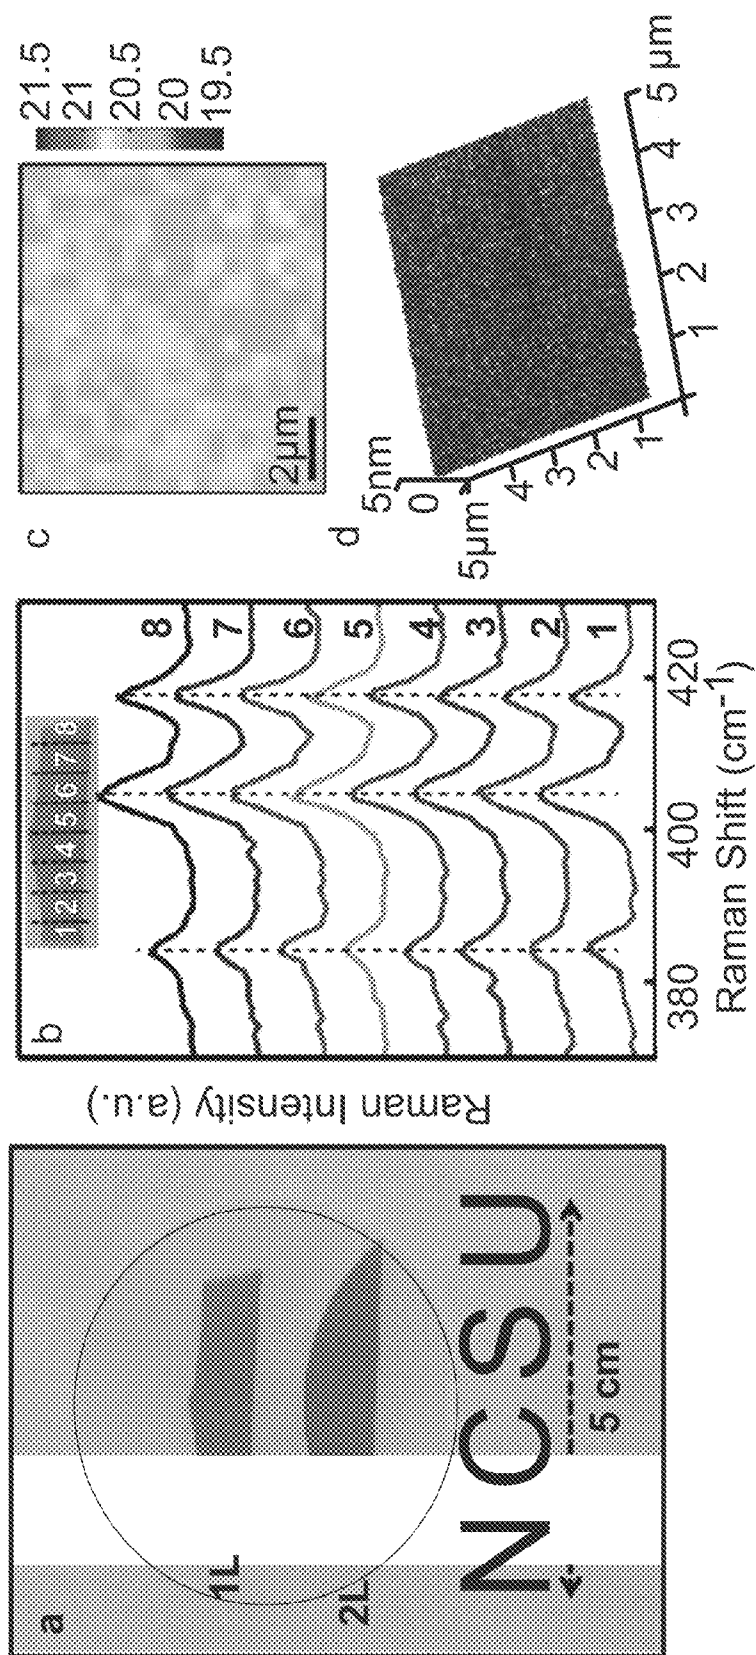 a
1L
2L
NCSU
5 cm
b
1 2 3 4 5 6 7 8
8
7
6
5
4
3
2
1
380 400 420
Raman Shift (cm⁻¹)
Raman Intensity (a.u.)
c
2μm
21.5
21
20.5
20
19.5
d
5nm
0
5μm
4
3
2
1
1
2
3
4
5 μm